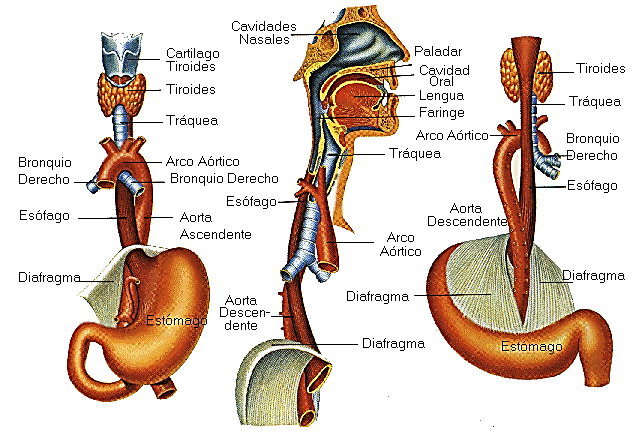 Cartilago
Tiroides
Tiroides
Tráquea
Bronquio
Derecho
Arco Aórtico
Bronquio Derecho
Esófago
Aorta
Ascendente
Diafragma
Estómago
Cavidades
Nasales
Paladar
Cavidad
Oral
Lengua
Faringe
Tráquea
Esófago
Arco
Aórtico
Diafragma
Aorta
Descen-
dente
Diafragma
Tiroides
Tráquea
Arco Aórtico
Bronquio
Derecho
Esófago
Aorta
Descendente
Diafragma
Estómago